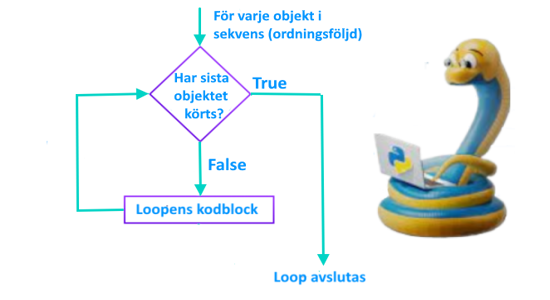 För varje objekt i
sekvens (ordningsföljd)
Har sista
objektet
körts?
True
False
Loopens kodblock
Loop avslutas